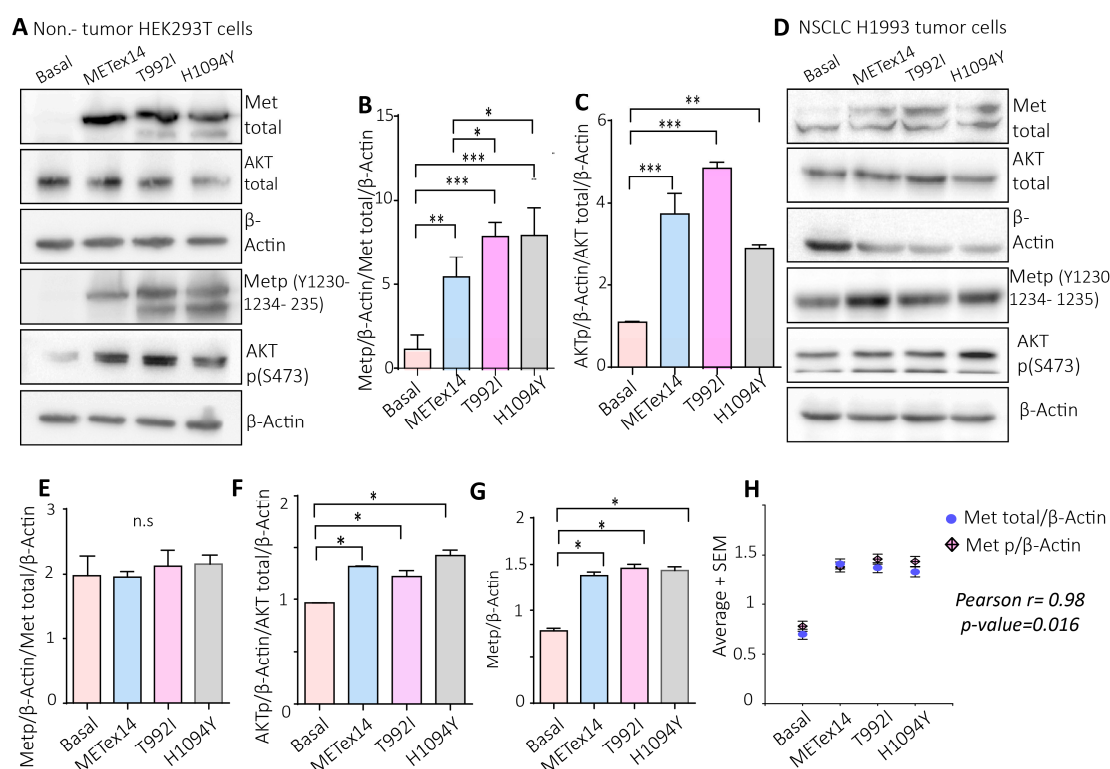 A Non.- tumor HEK293T cells
Basal METex14 T992I H1094Y
Met
total
AKT
total
β-
Actin
Metp (Y1230-
1234- 235)
AKT
p(S473)
β-Actin
B
Metp/β-Actin/Met total/β-Actin
15
10
5
0
*
*
***
***
**
Basal METex14 T992I H1094Y
C
AKTp/β-Actin/AKT total/β-Actin
6
4
2
0
**
***
***
Basal METex14 T992I H1094Y
D NSCLC H1993 tumor cells
Basal METex14 T992I H1094Y
Met
total
AKT
total
β-
Actin
Metp (Y1230
1234- 1235)
AKT
p(S473)
β-Actin
E
Metp/β-Actin/Met total/β-Actin
3
2
1
0
n.s
Basal METex14 T992I H1094Y
F
AKTp/β-Actin/AKT total/β-Actin
2
1
0
*
*
*
Basal METex14 T992I H1094Y
G
Metp/β-Actin
2
1.5
1
0
*
*
*
Basal METex14 T992I H1094Y
H
Average + SEM
1.5
1
0.5
0
Basal METex14 T992I H1094Y
Met total/β-Actin
Met p/β-Actin
Pearson r= 0.98
p-value=0.016